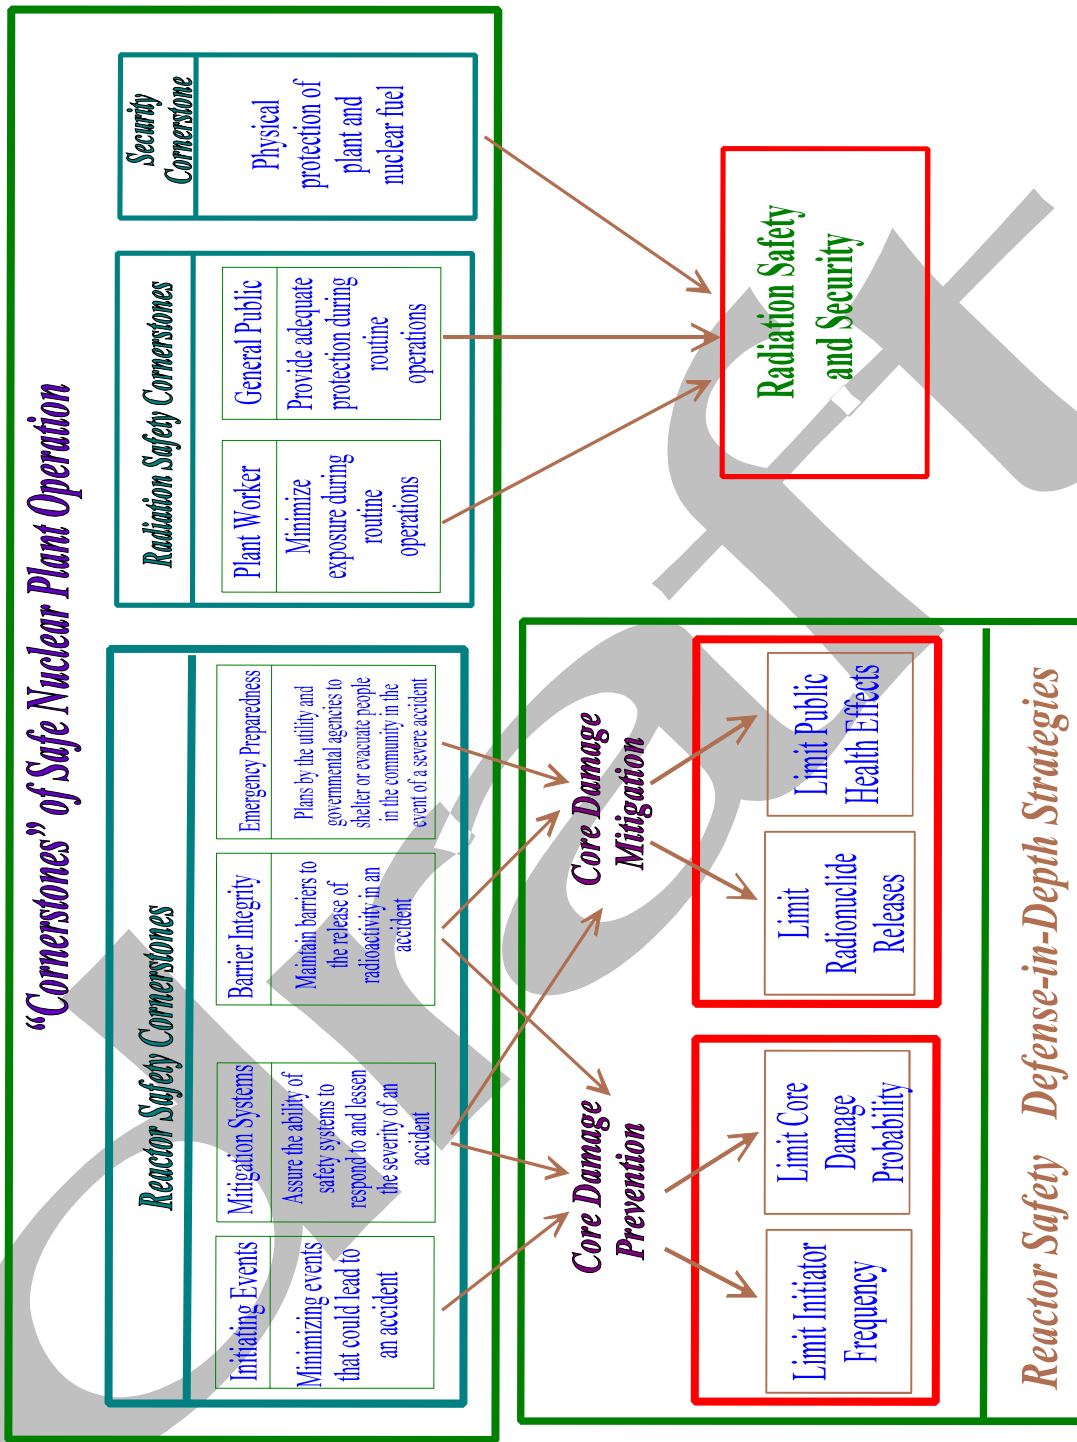 “Cornerstones” of Safe Nuclear Plant Operation
Reactor Safety Cornerstones
Initiating Events
Minimizing events
that could lead to
an accident
Mitigation Systems
Assure the ability of
safety systems to
respond to and lessen
the severity of an
accident
Barrier Integrity
Maintain barriers to
the release of
radioactivity in an
accident
Emergency Preparedness
Plans by the utility and
governmental agencies to
shelter or evacuate people
in the community in the
event of a severe accident
Radiation Safety Cornerstones
Plant Worker
Minimize
exposure during
routine
operations
General Public
Provide adequate
protection during
routine
operations
Security
Cornerstone
Physical
protection of
plant and
nuclear fuel
Core Damage
Prevention
Core Damage
Mitigation
Limit Initiator
Frequency
Limit Core
Damage
Probability
Limit
Radionuclide
Releases
Limit Public
Health Effects
Radiation Safety
and Security
Reactor Safety Defense-in-Depth Strategies
draft